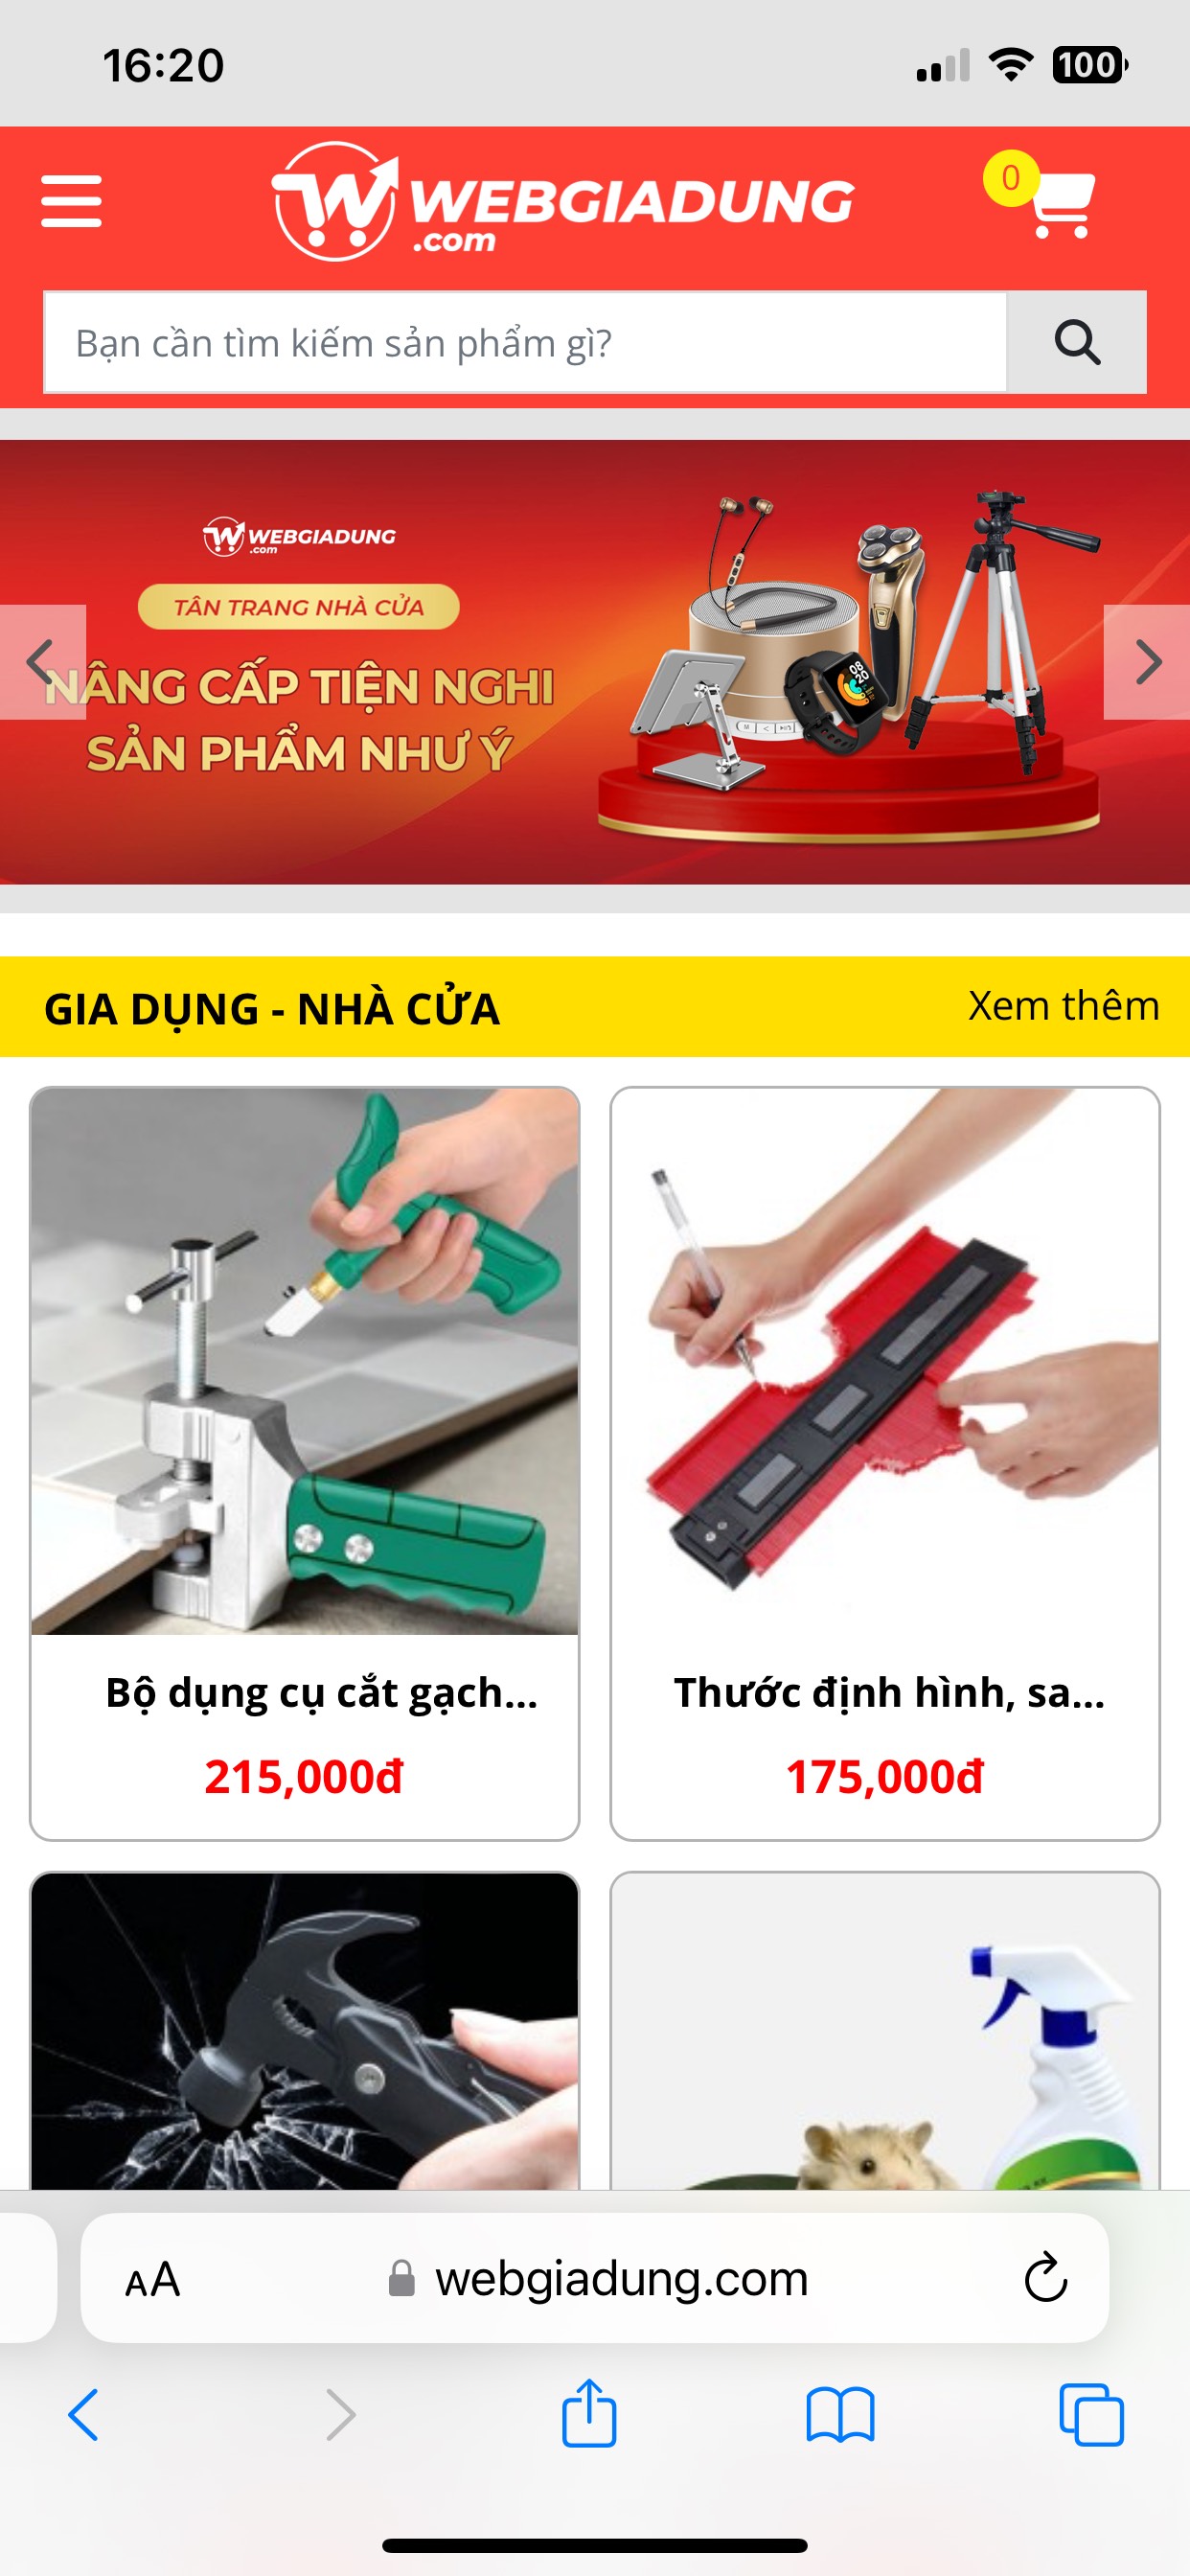 16:20
100
WEBGIADUNG
.com
0
Bạn cần tìm kiếm sản phẩm gì?
WEBGIADUNG
.com
TÂN TRANG NHÀ CỬA
NÂNG CẤP TIỆN NGHI
SẢN PHẨM NHƯ Ý
08
20
GIA DỤNG - NHÀ CỬA
Xem thêm
Bộ dụng cụ cắt gạch...
Thước định hình, sa...
215,000đ
175,000đ
AA
webgiadung.com